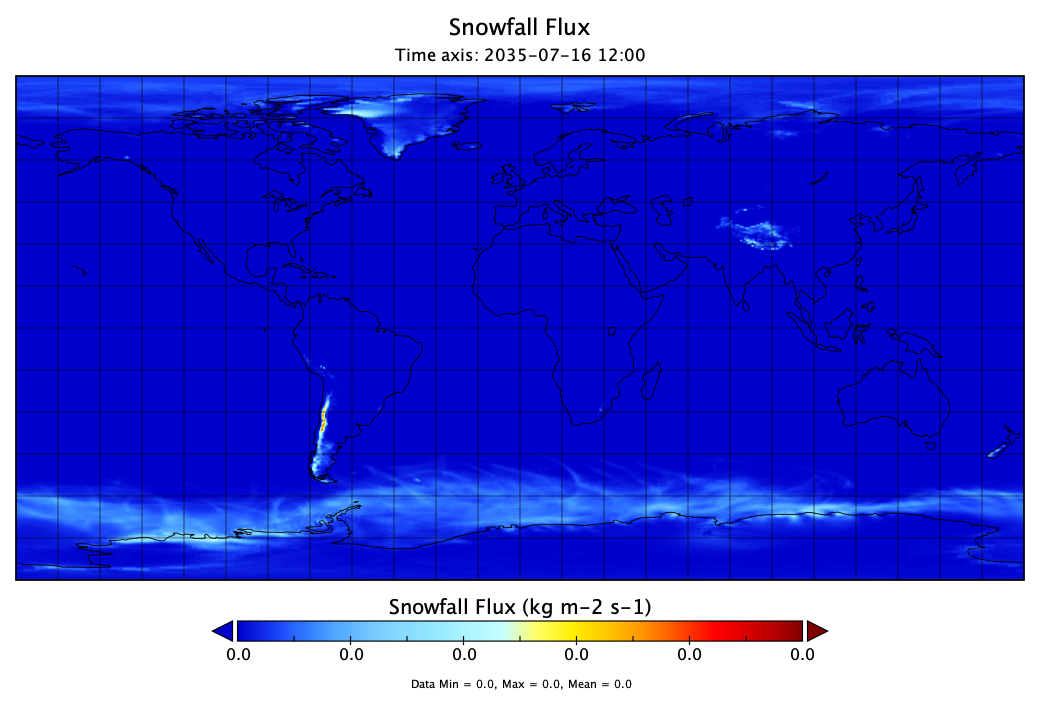 Snowfall Flux
Time axis: 2035-07-16 12:00
Snowfall Flux (kg m-2 s-1)
0.0 0.0 0.0 0.0 0.0 0.0
Data Min = 0.0, Max = 0.0, Mean = 0.0